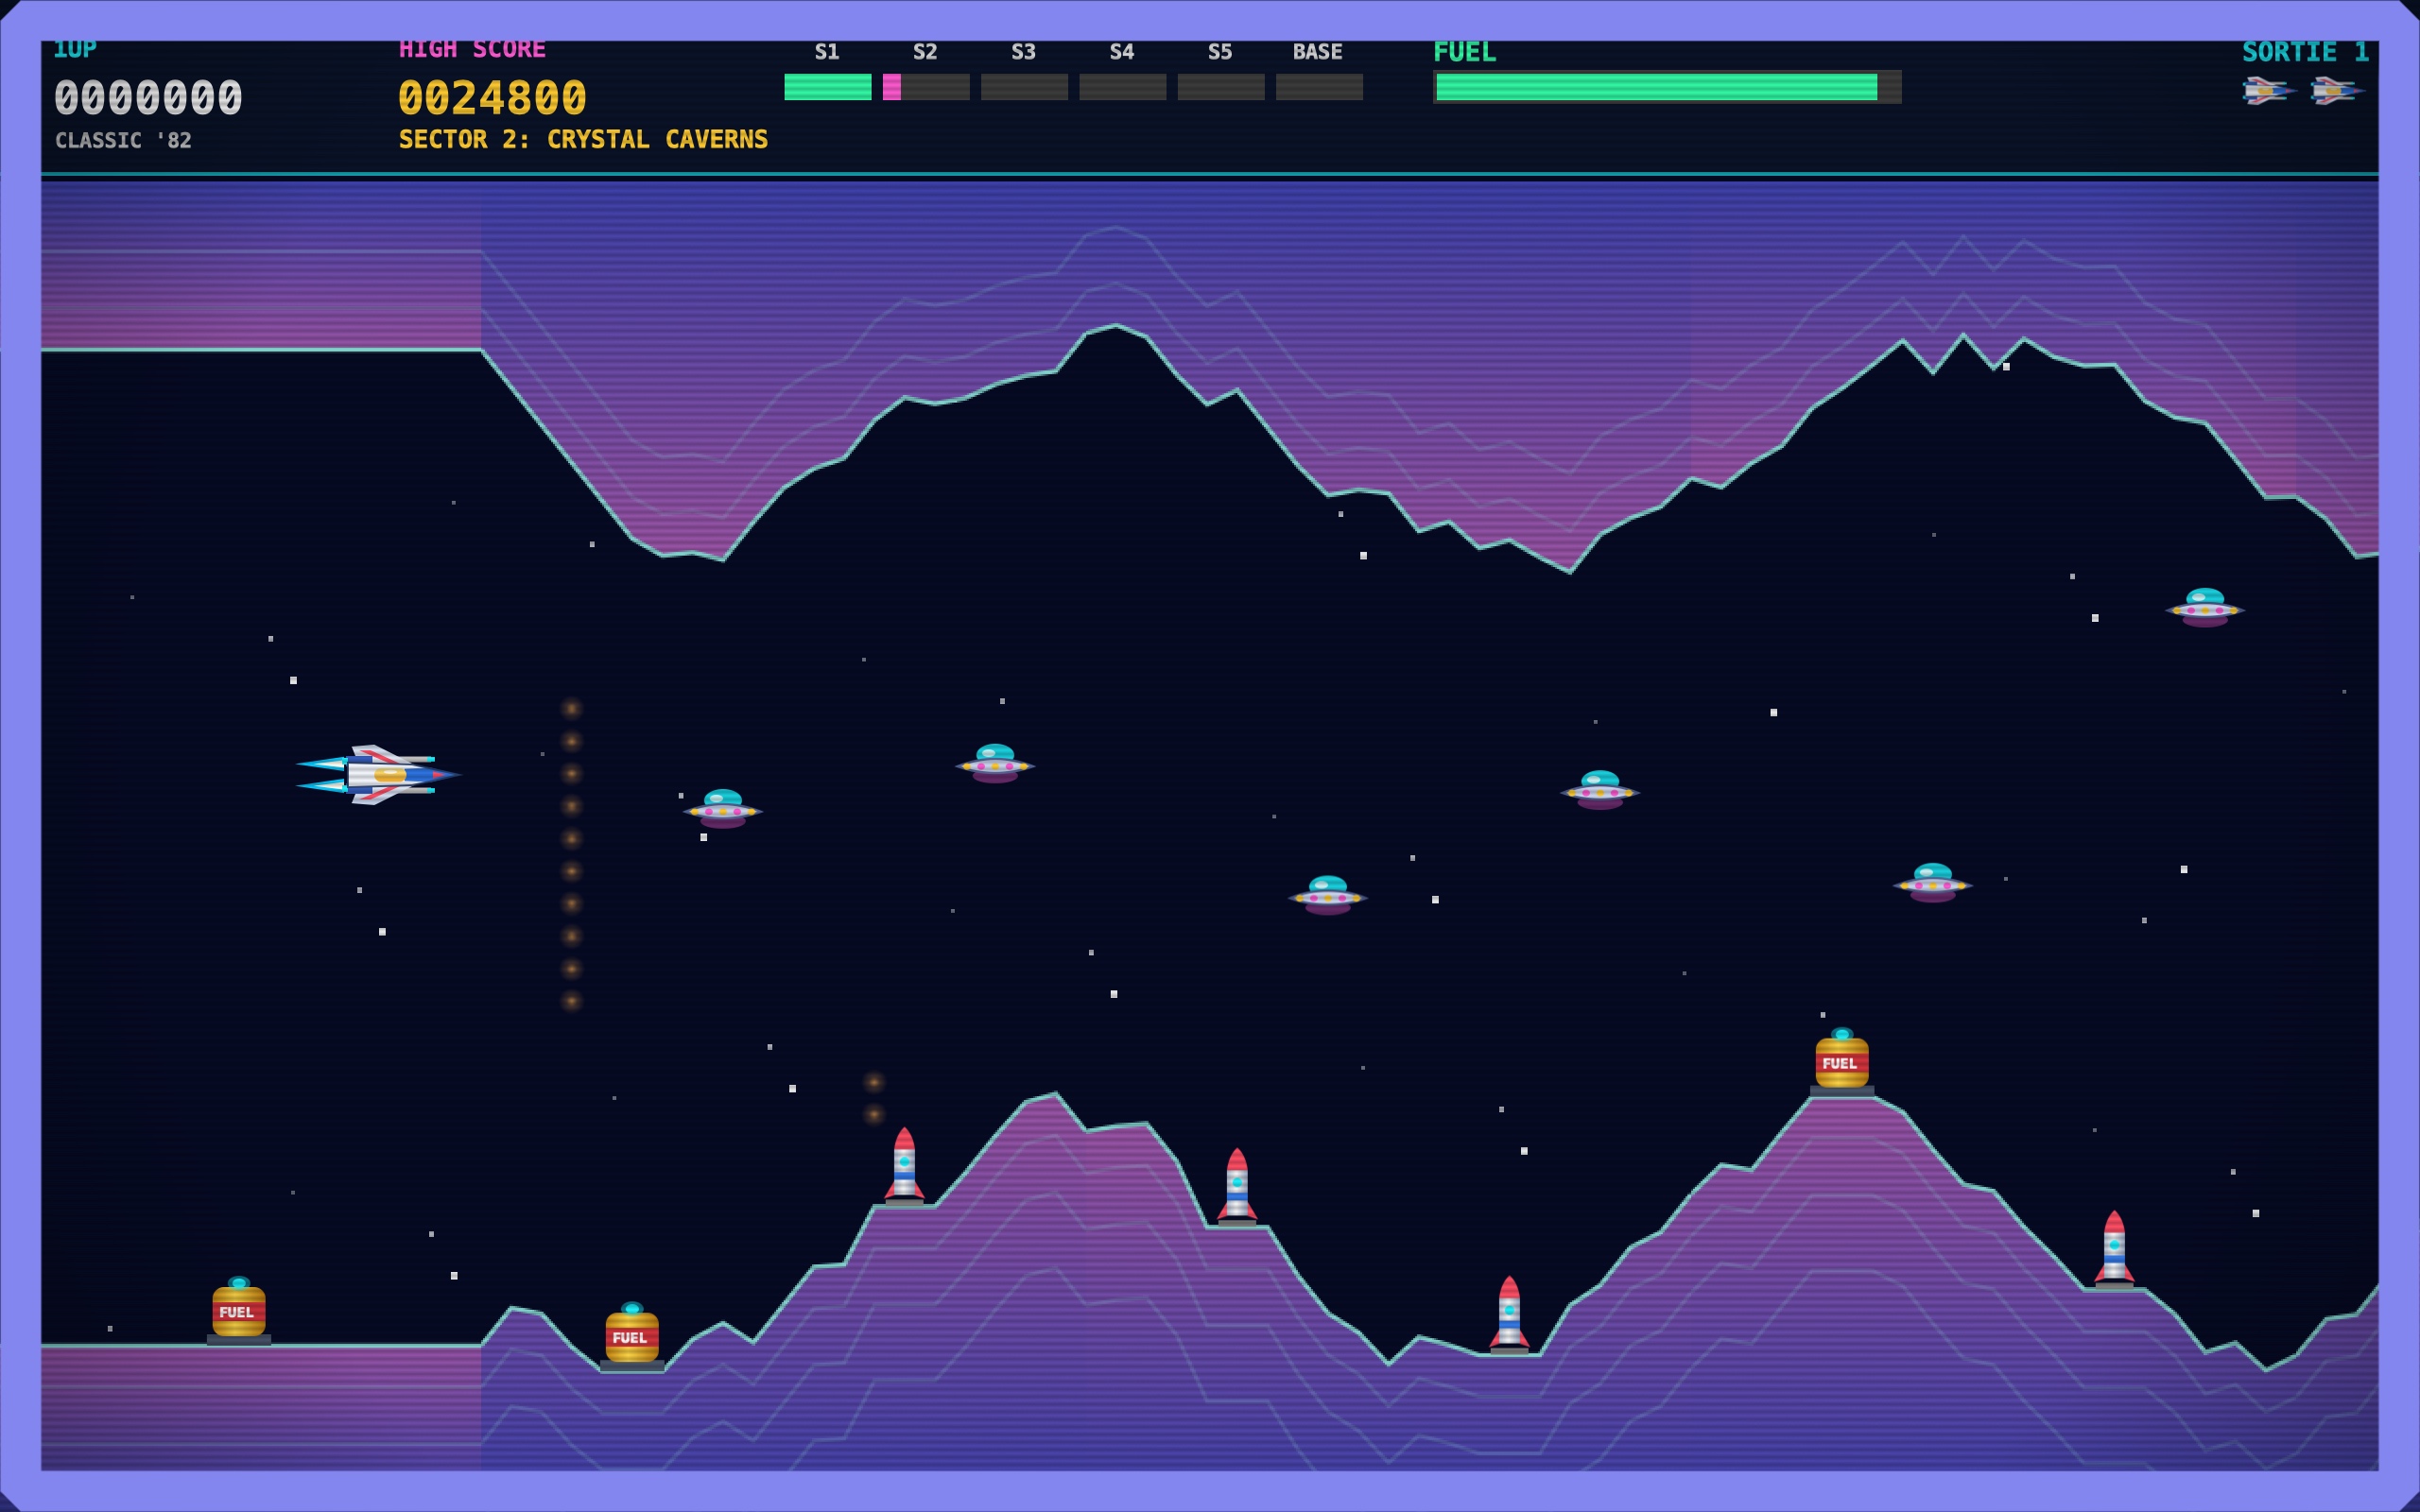 1UP HIGH SCORE S1 S2 S3 S4 S5 BASE FUEL SORTIE 1
0000000 0024800
CLASSIC '82 SECTOR 2: CRYSTAL CAVERNS
FUEL
FUEL
FUEL